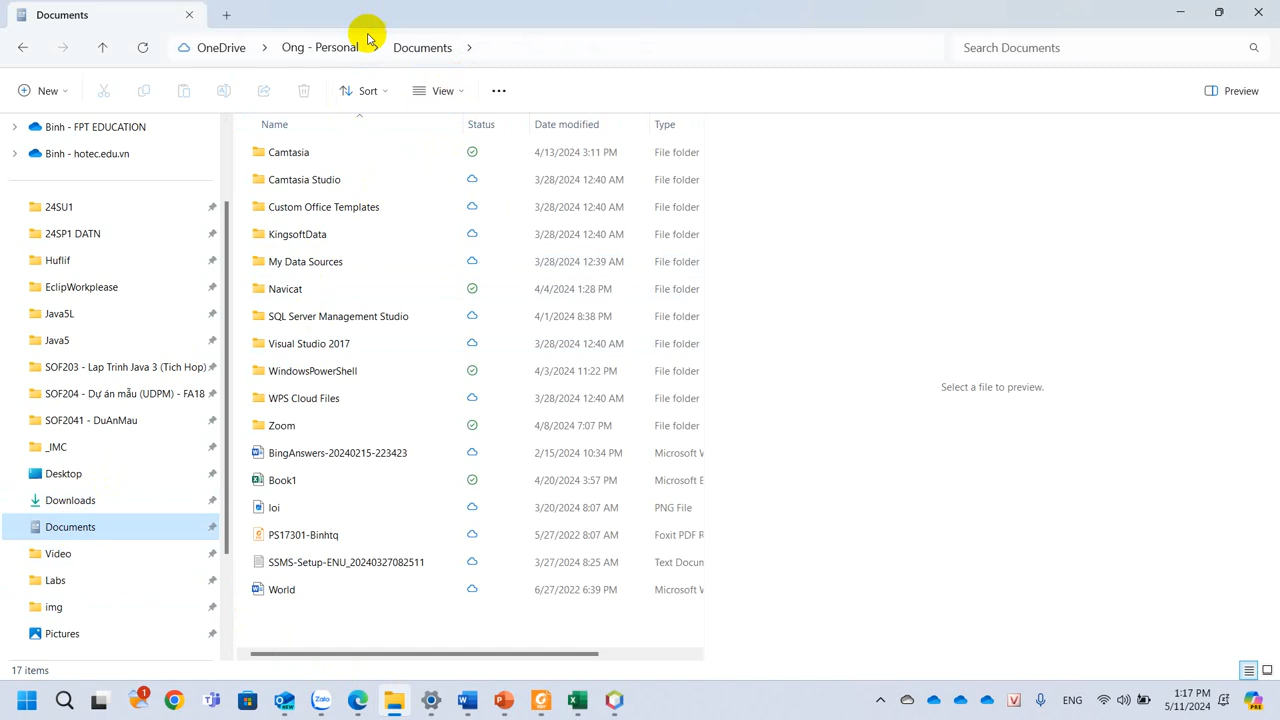 Documents
OneDrive > Ong - Personal > Documents >
Search Documents
New
Sort
View
Preview
Binh - FPT EDUCATION
Binh - hotec.edu.vn
24SU1
24SP1 DATN
Huflif
EclipWorkplease
Java5L
Java5
SOF203 - Lap Trinh Java 3 (Tich Hop)
SOF204 - Dự án mẫu (UDPM) - FA18
SOF2041 - DuAnMau
_IMC
Desktop
Downloads
Documents
Video
Labs
img
Pictures
Name Status Date modified Type
Camtasia 4/13/2024 3:11 PM File folder
Camtasia Studio 3/28/2024 12:40 AM File folder
Custom Office Templates 3/28/2024 12:40 AM File folder
KingsoftData 3/28/2024 12:40 AM File folder
My Data Sources 3/28/2024 12:39 AM File folder
Navicat 4/4/2024 1:28 PM File folder
SQL Server Management Studio 4/1/2024 8:38 PM File folder
Visual Studio 2017 3/28/2024 12:40 AM File folder
WindowsPowerShell 4/3/2024 11:22 PM File folder
WPS Cloud Files 3/28/2024 12:40 AM File folder
Zoom 4/8/2024 7:07 PM File folder
BingAnswers-20240215-223423 2/15/2024 10:34 PM Microsoft W
Book1 4/20/2024 3:57 PM Microsoft E
loi 3/20/2024 8:07 AM PNG File
PS17301-Binhtq 5/27/2022 8:07 AM Foxit PDF R
SSMS-Setup-ENU_20240327082511 3/27/2024 8:25 AM Text Docum
World 6/27/2022 6:39 PM Microsoft W
Select a file to preview.
17 items
1
NEW
ENG
1:17 PM
5/11/2024
PRE